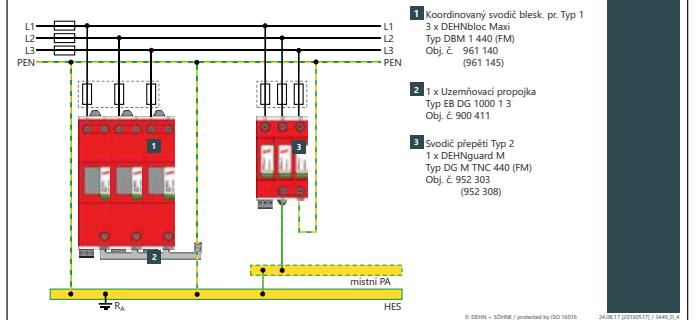 L1 L1
L2 L2
L3 L3
PEN PEN
1 Koordinovaný svodič blesk. pr. Typ 1
3 x DEHNbloc Maxi
Typ DBM 1 440 (FM)
Obj. č. 961 140
(961 145)
2 1 x Uzemňovací propojka
Typ EB DG 1000 1 3
Obj. č. 900 411
3 Svodič přepětí Typ 2
1 x DEHNguard M
Typ DG M TNC 440 (FM)
Obj. č. 952 303
(952 308)
1
3
2
místní PA
RA
HES
© DEHN + SÖHNE / protected by ISO 16016
24.08.17 [20160517] / 3449_D_4